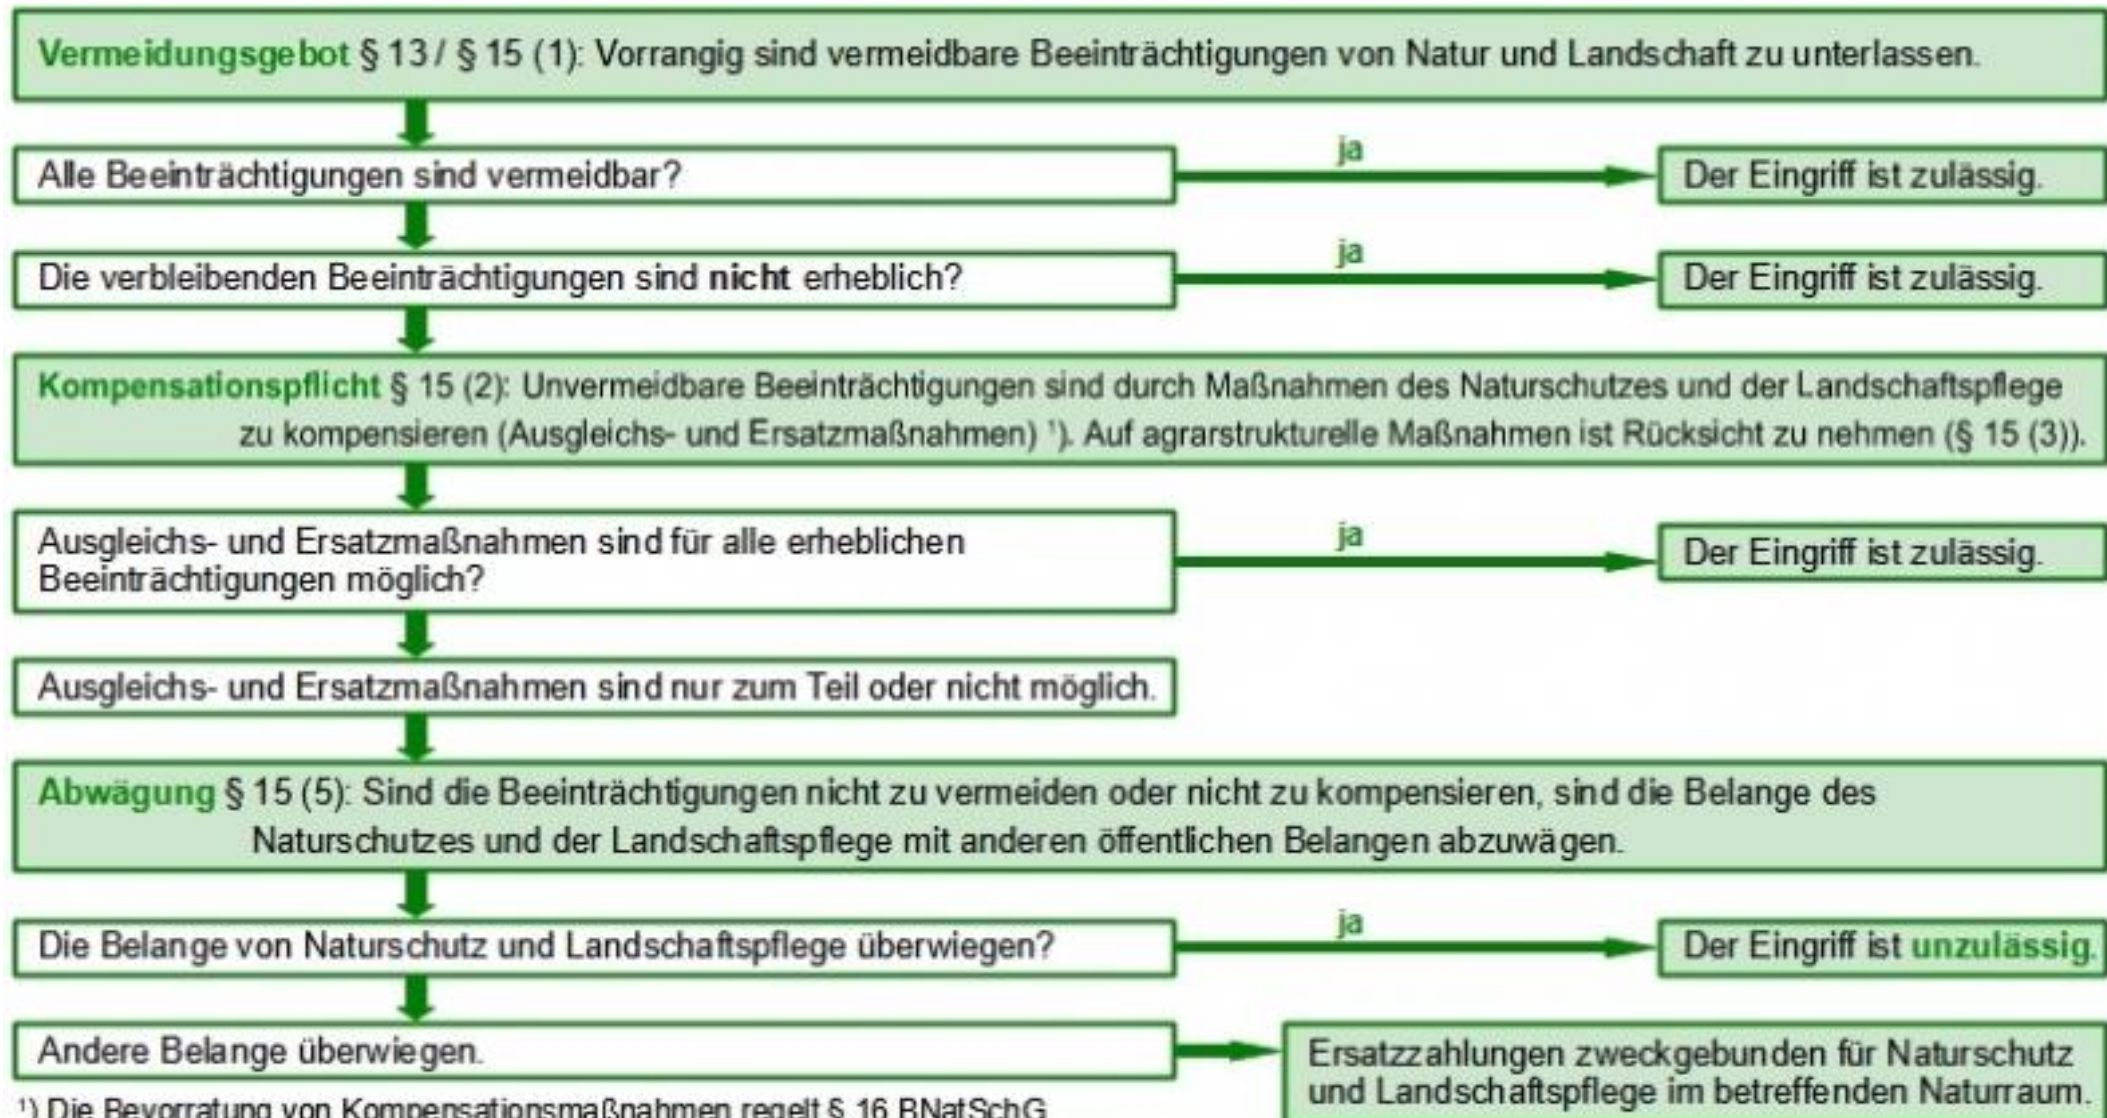 Vermeidungsgebot § 13 / § 15 (1): Vorrangig sind vermeidbare Beeinträchtigungen von Natur und Landschaft zu unterlassen.
Alle Beeinträchtigungen sind vermeidbar?
ja
Der Eingriff ist zulässig.
Die verbleibenden Beeinträchtigungen sind nicht erheblich?
ja
Der Eingriff ist zulässig.
Kompensationspflicht § 15 (2): Unvermeidbare Beeinträchtigungen sind durch Maßnahmen des Naturschutzes und der Landschaftspflege
zu kompensieren (Ausgleichs- und Ersatzmaßnahmen) ¹). Auf agrarstrukturelle Maßnahmen ist Rücksicht zu nehmen (§ 15 (3)).
Ausgleichs- und Ersatzmaßnahmen sind für alle erheblichen
Beeinträchtigungen möglich?
ja
Der Eingriff ist zulässig.
Ausgleichs- und Ersatzmaßnahmen sind nur zum Teil oder nicht möglich.
Abwägung § 15 (5): Sind die Beeinträchtigungen nicht zu vermeiden oder nicht zu kompensieren, sind die Belange des
Naturschutzes und der Landschaftspflege mit anderen öffentlichen Belangen abzuwägen.
Die Belange von Naturschutz und Landschaftspflege überwiegen?
ja
Der Eingriff ist unzulässig.
Andere Belange überwiegen.
Ersatzzahlungen zweckgebunden für Naturschutz
und Landschaftspflege im betreffenden Naturraum.
¹) Die Bevorratung von Kompensationsmaßnahmen regelt § 16 BNatSchG